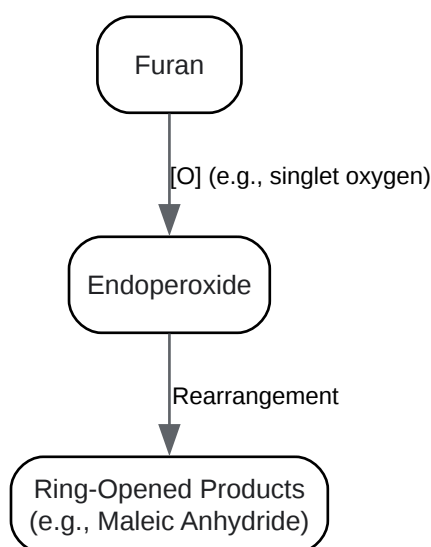 Furan
[O] (e.g., singlet oxygen)
Endoperoxide
Rearrangement
Ring-Opened Products
(e.g., Maleic Anhydride)